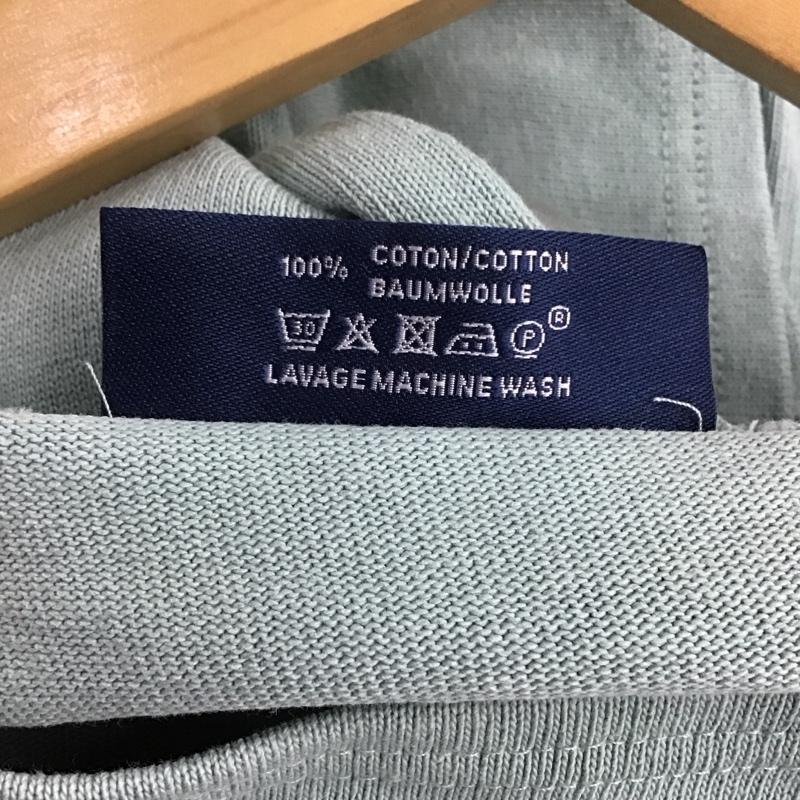 100% COTON/COTTON
BAUMWOLLE
30 P ®
LAVAGE MACHINE WASH